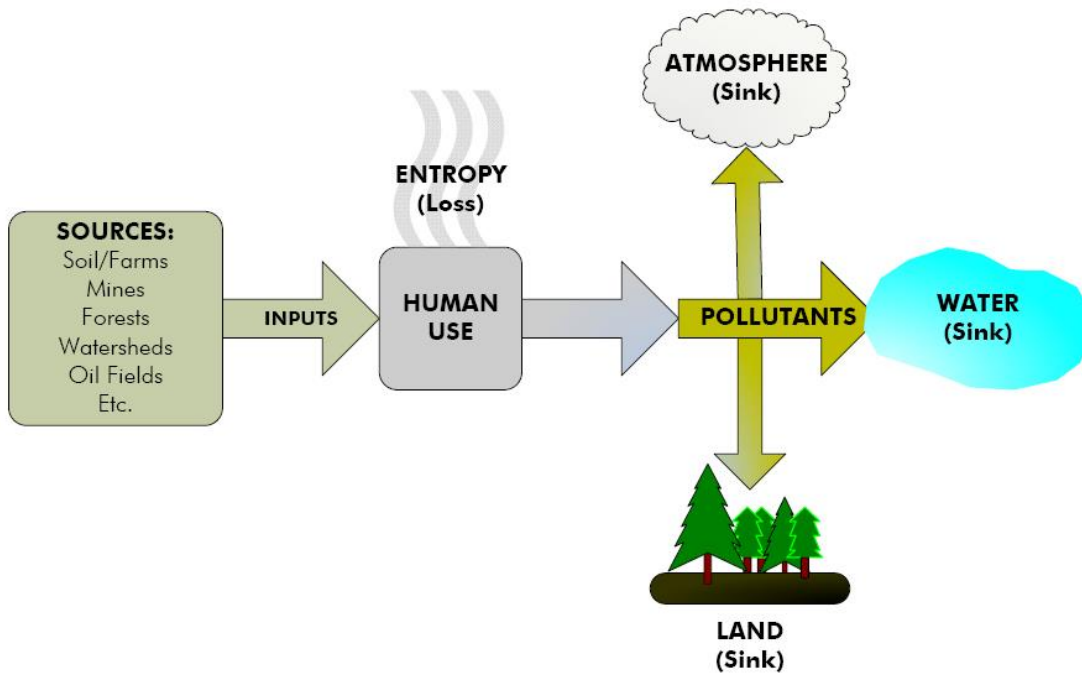 SOURCES:
Soil/Farms
Mines
Forests
Watersheds
Oil Fields
Etc.
INPUTS
ENTROPY
(Loss)
HUMAN
USE
POLLUTANTS
ATMOSPHERE
(Sink)
WATER
(Sink)
LAND
(Sink)